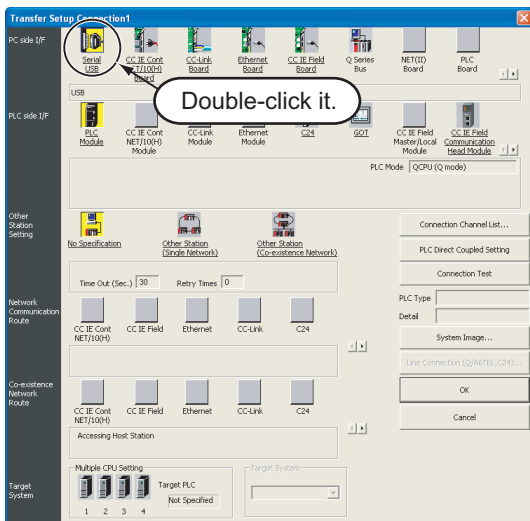 Transfer Setup Connection1
PC side I/F
Serial
USB
CC IE Cont
NET/10(H)
Board
CC-Link
Board
Ethernet
Board
CC IE Field
Board
Q Series
Bus
NET(II)
Board
PLC
Board
USB
Double-click it.
PLC side I/F
PLC
Module
CC IE Cont
NET/10(H)
Module
CC-Link
Module
Ethernet
Module
C24
GOT
CC IE Field
Master/Local
Module
CC IE Field
Communication
Head Module
PLC Mode QCPU (Q mode)
Other
Station
Setting
No Specification
Other Station
(Single Network)
Other Station
(Co-existence Network)
Time Out (Sec.) 30 Retry Times 0
Connection Channel List...
PLC Direct Coupled Setting
Connection Test
PLC Type
Detail
System Image...
Line Connection (Q/A6TEL,C24)...
OK
Cancel
Network
Communication
Route
CC IE Cont
NET/10(H)
CC IE Field
Ethernet
CC-Link
C24
Co-existence
Network
Route
CC IE Cont
NET/10(H)
CC IE Field
Ethernet
CC-Link
C24
Accessing Host Station
Target
System
Multiple CPU Setting
1 2 3 4
Target PLC
Not Specified
Target System